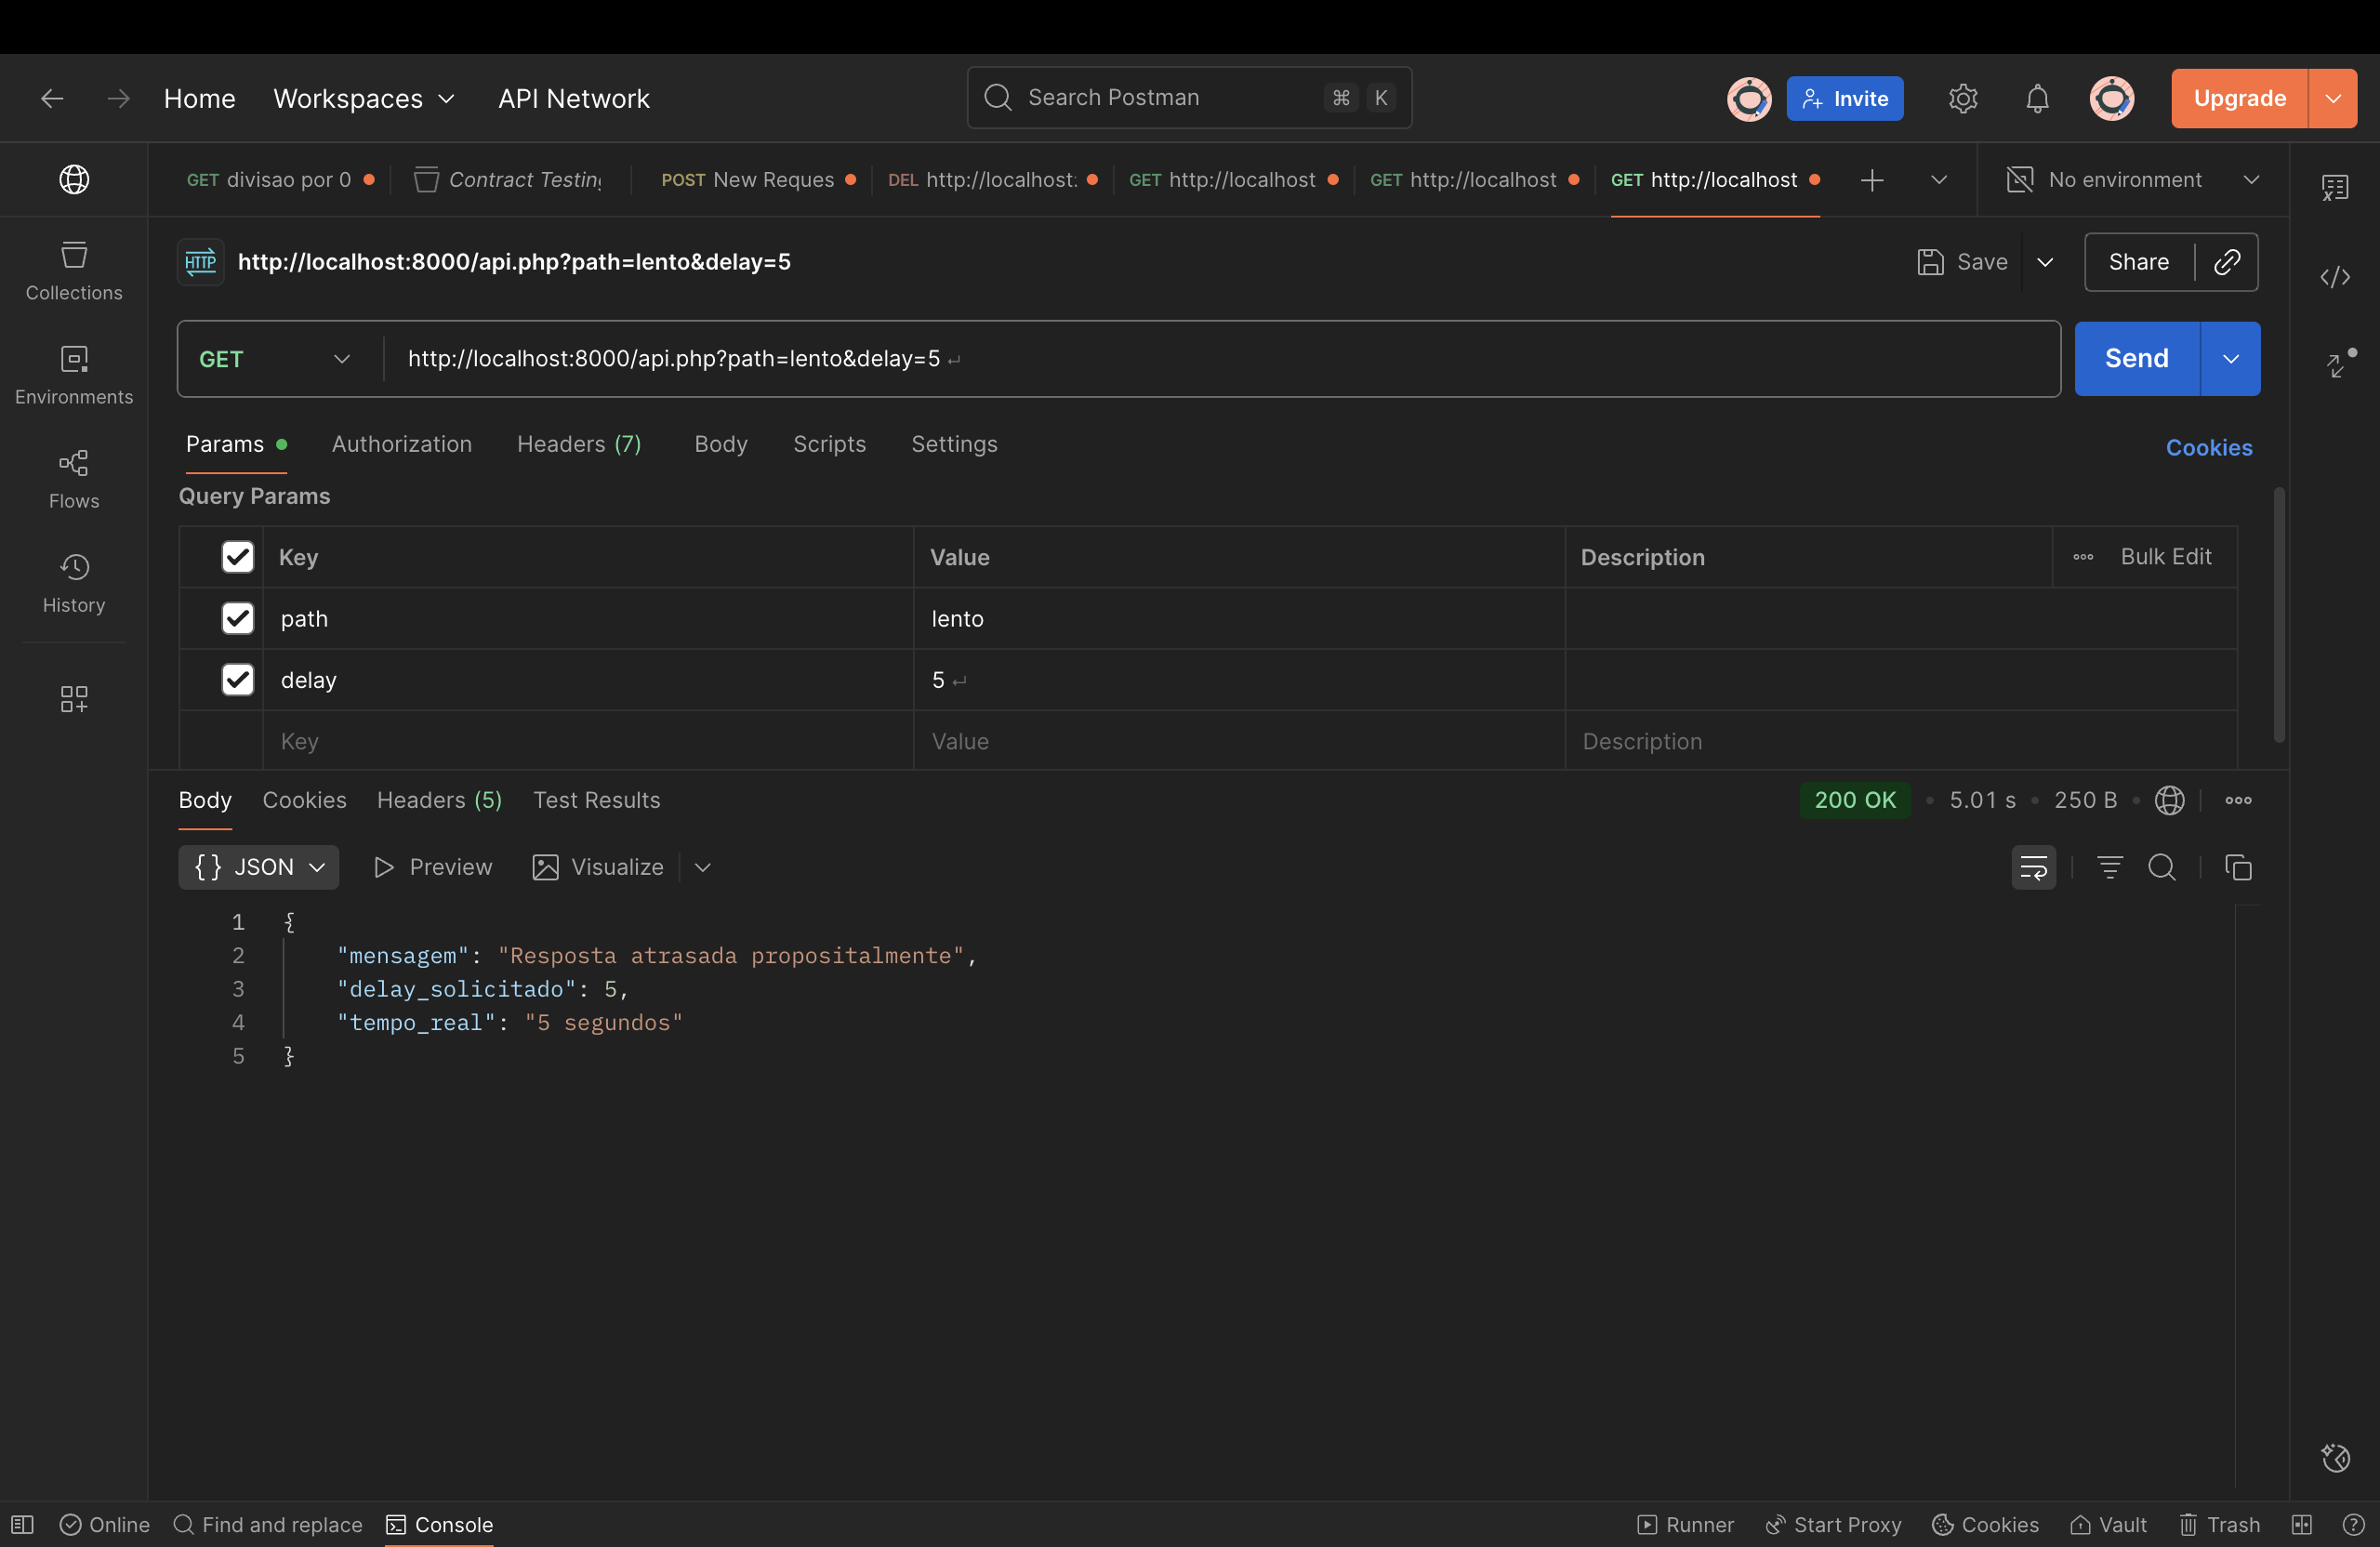 Home Workspaces API Network Search Postman ⌘ K Invite Upgrade
GET divisao por 0 Contract Testing POST New Reques DEL http://localhost: GET http://localhost GET http://localhost GET http://localhost No environment
Collections
Environments
Flows
History
HTTP http://localhost:8000/api.php?path=lento&delay=5 Save Share
GET http://localhost:8000/api.php?path=lento&delay=5 Send
Params Authorization Headers (7) Body Scripts Settings Cookies
Query Params
Key Value Description Bulk Edit
path lento
delay 5
Key Value Description
Body Cookies Headers (5) Test Results 200 OK 5.01 s 250 B
{} JSON Preview Visualize
1 {
2 "mensagem": "Resposta atrasada propositalmente",
3 "delay_solicitado": 5,
4 "tempo_real": "5 segundos"
5 }
Online Find and replace Console Runner Start Proxy Cookies Vault Trash